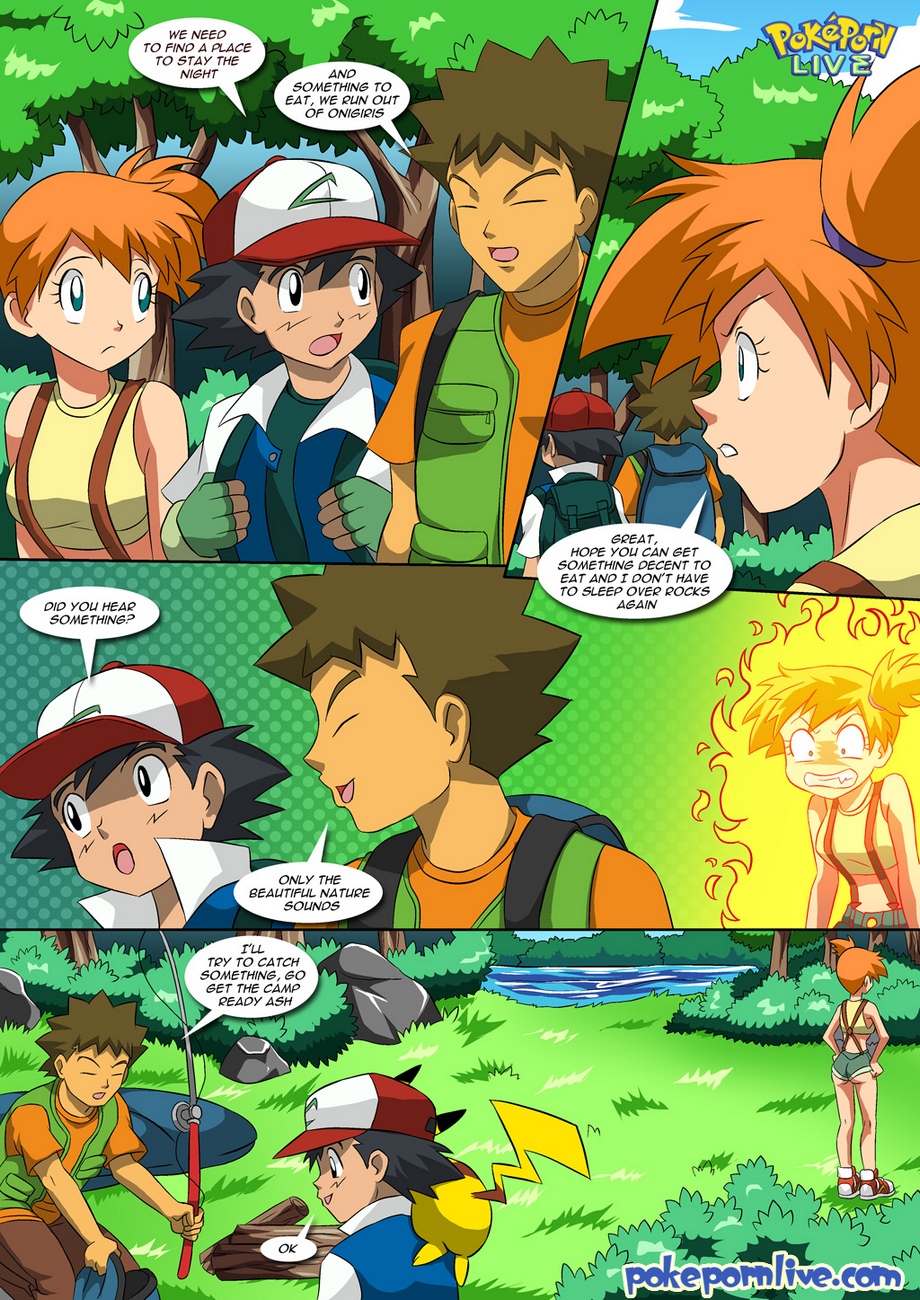 PokéPorn
LIVE
WE NEED
TO FIND A PLACE
TO STAY THE
NIGHT
AND
SOMETHING TO
EAT, WE RUN OUT
OF ONIGIRIS
GREAT,
HOPE YOU CAN GET
SOMETHING DECENT TO
EAT AND I DON'T HAVE
TO SLEEP OVER ROCKS
AGAIN
DID YOU HEAR
SOMETHING?
ONLY THE
BEAUTIFUL NATURE
SOUNDS
I'LL
TRY TO CATCH
SOMETHING, GO
GET THE CAMP
READY ASH
OK
pokepornlive.com